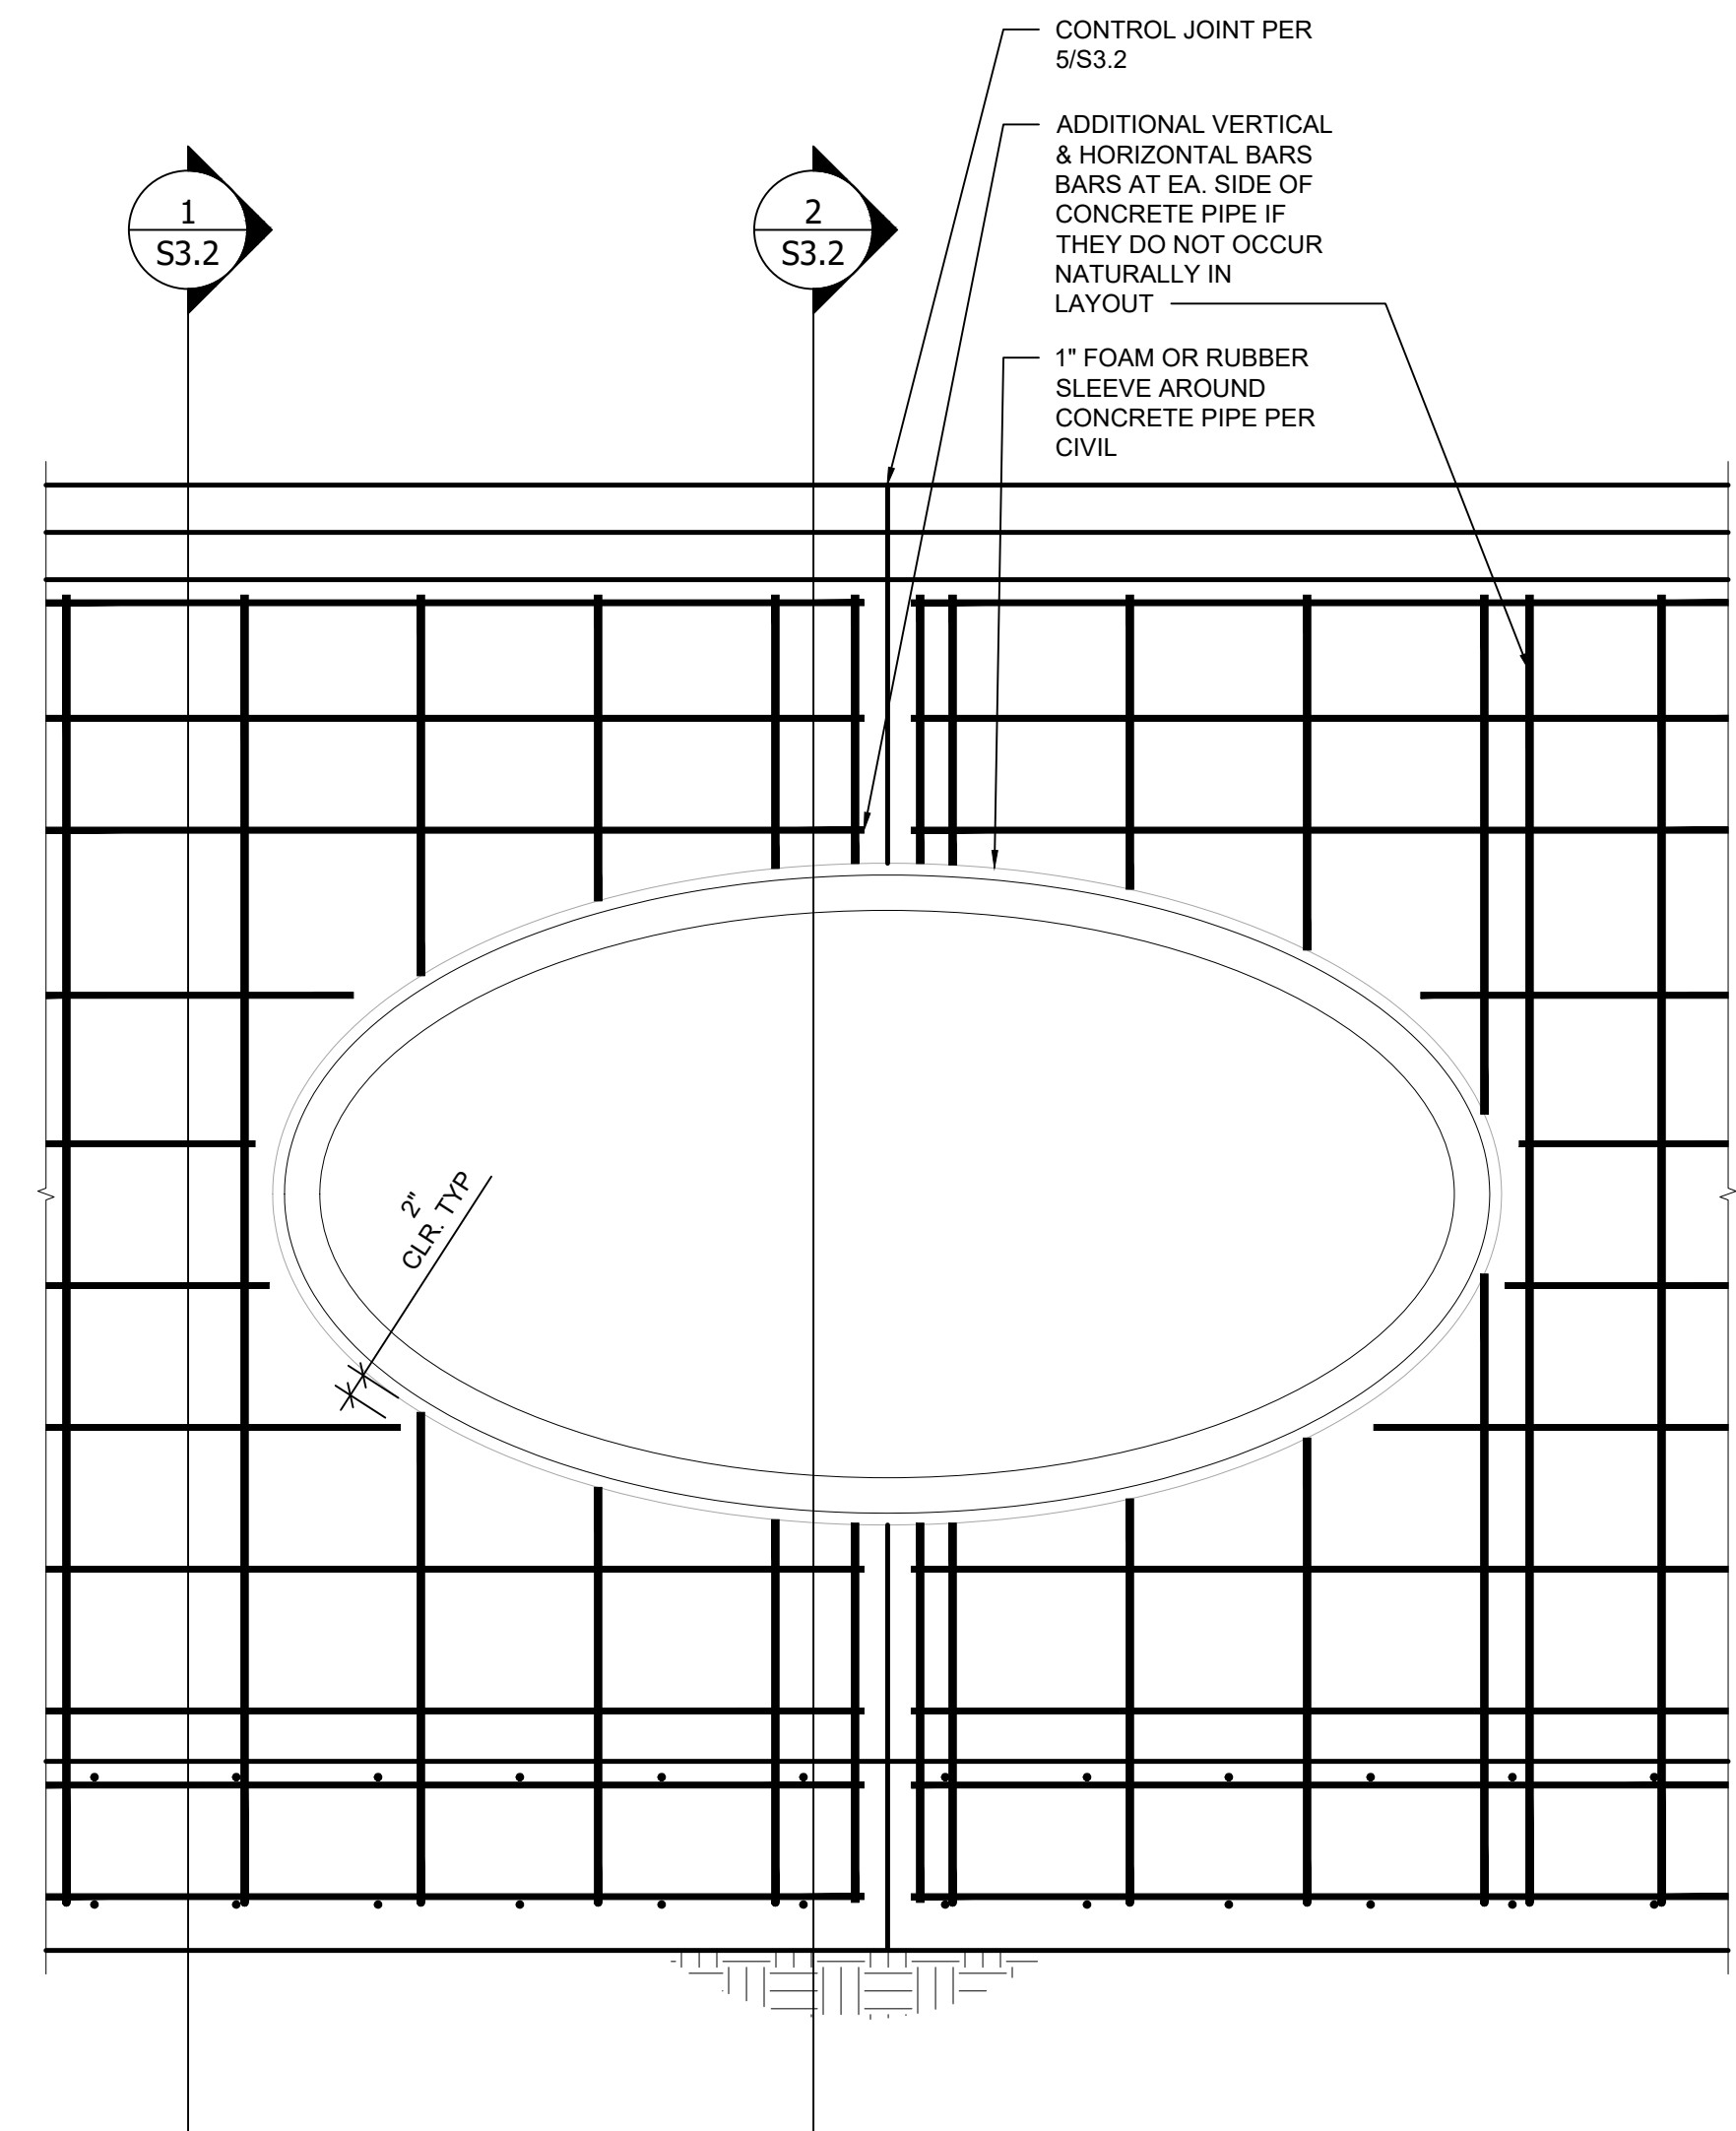 CONTROL JOINT PER
5/S3.2
ADDITIONAL VERTICAL
& HORIZONTAL BARS
BARS AT EA. SIDE OF
CONCRETE PIPE IF
THEY DO NOT OCCUR
NATURALLY IN
LAYOUT
1
S3.2
2
S3.2
1" FOAM OR RUBBER
SLEEVE AROUND
CONCRETE PIPE PER
CIVIL
2"
CLR. TYP